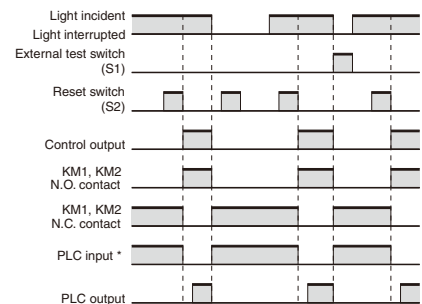 Light incident
Light interrupted
External test switch
(S1)
Reset switch
(S2)
Control output
KM1, KM2
N.O. contact
KM1, KM2
N.C. contact
PLC input *
PLC output